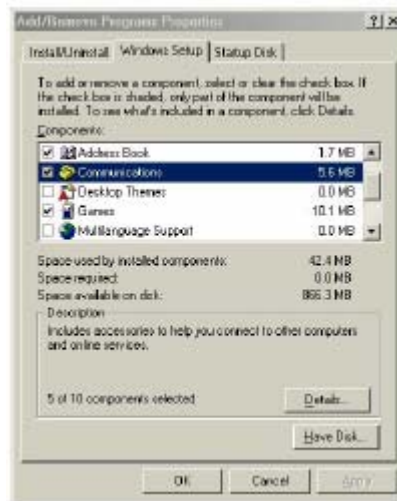 Add/Remove Programs Properties
Install/Uninstall Windows Setup Startup Disk
To add or remove a component, select or clear the check box. If
the check box is shaded, only part of the component will be
installed. To see what's included in a component, click Details.
Components:
Address Book 1.7 MB
Communications 5.6 MB
Desktop Themes 0.0 MB
Games 10.1 MB
Multilanguage Support 0.0 MB
Space used by installed components: 42.4 MB
Space required: 0.0 MB
Space available on disk: 866.3 MB
Description
Includes accessories to help you connect to other computers
and online services.
5 of 10 components selected
Details...
Have Disk...
OK Cancel Apply